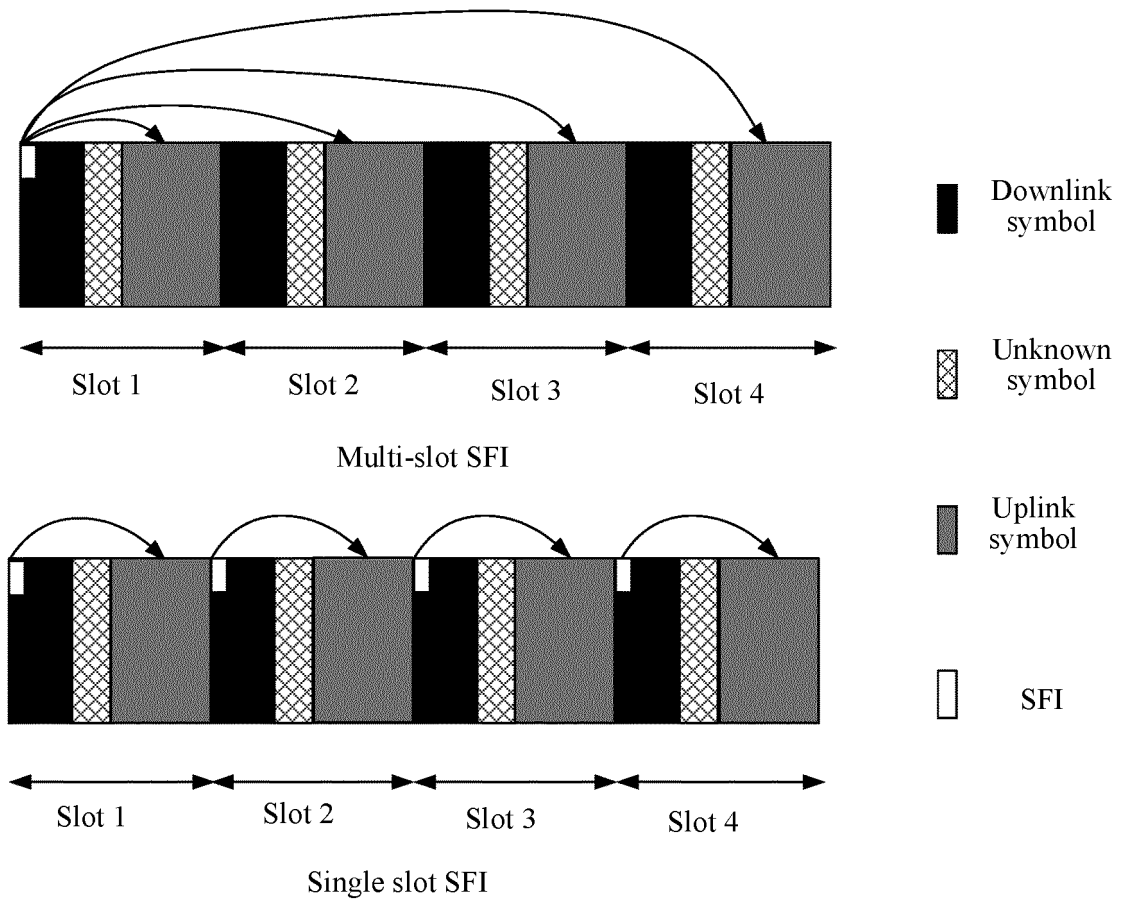 Downlink
symbol
Unknown
symbol
Slot 1
Slot 2
Slot 3
Slot 4
Multi-slot SFI
Uplink
symbol
SFI
Slot 1
Slot 2
Slot 3
Slot 4
Single slot SFI